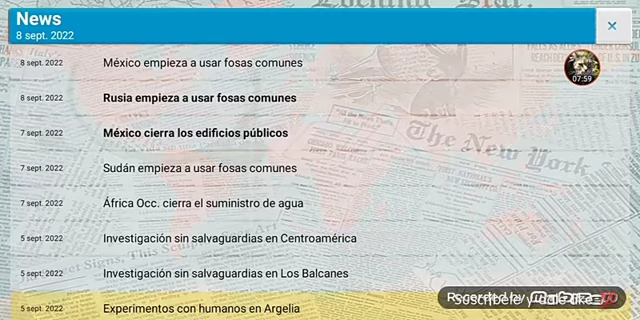 News
8 sept. 2022
8 sept. 2022 México empieza a usar fosas comunes
07:59
8 sept. 2022 Rusia empieza a usar fosas comunes
7 sept. 2022 México cierra los edificios públicos
The New York
7 sept. 2022 Sudán empieza a usar fosas comunes
7 sept. 2022 África Occ. cierra el suministro de agua
5 sept. 2022 Investigación sin salvaguardias en Centroamérica
5 sept. 2022 Investigación sin salvaguardias en Los Balcanes
Suscríbete y dale like
5 sept. 2022 Experimentos con humanos en Argelia